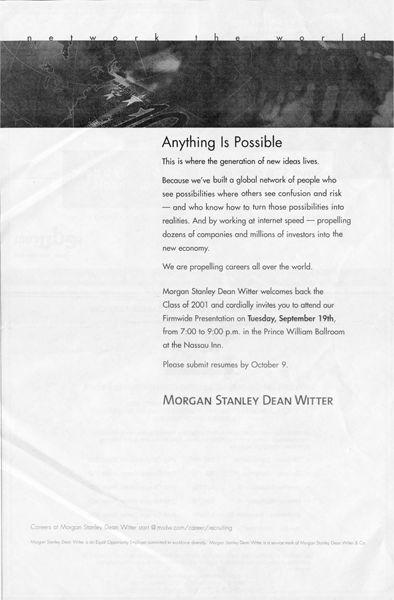 network the world
Anything Is Possible
This is where the generation of new ideas lives.
Because we've built a global network of people who
see possibilities where others see confusion and risk
— and who know how to turn those possibilities into
realities. And by working at internet speed — propelling
dozens of companies and millions of investors into the
new economy.
We are propelling careers all over the world.
Morgan Stanley Dean Witter welcomes back the
Class of 2001 and cordially invites you to attend our
Firmwide Presentation on Tuesday, September 19th,
from 7:00 to 9:00 p.m. in the Prince William Ballroom
at the Nassau Inn.
Please submit resumes by October 9.
MORGAN STANLEY DEAN WITTER
Careers at Morgan Stanley Dean Witter start @ msdw.com/career/recruiting
Morgan Stanley Dean Witter is an Equal Opportunity Employer committed to workforce diversity. Morgan Stanley Dean Witter is a service mark of Morgan Stanley Dean Witter & Co.